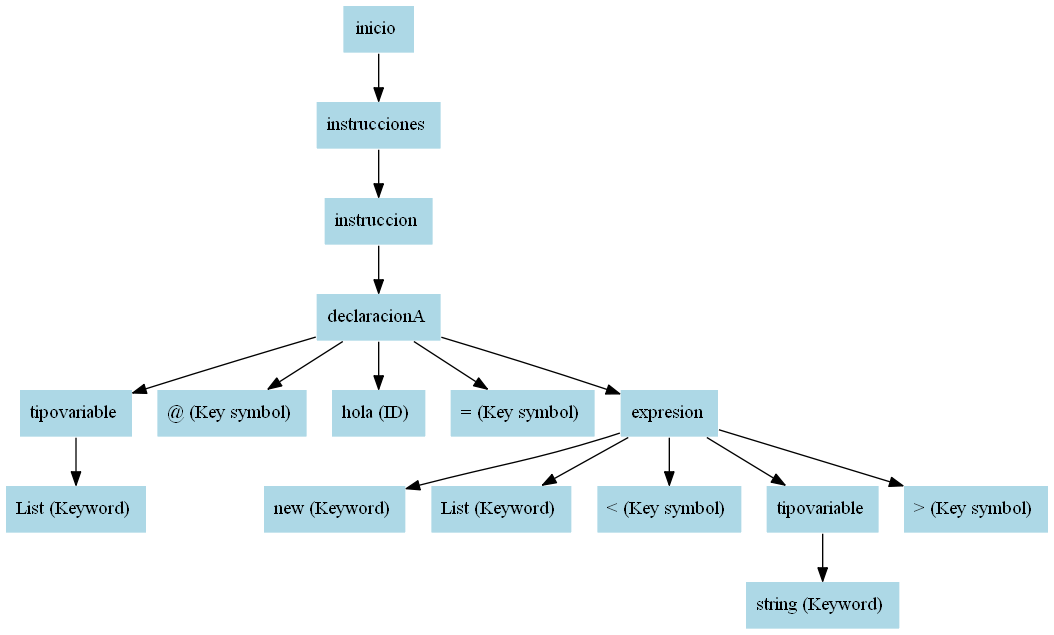 inicio
instrucciones
instruccion
declaracionA
tipovariable
@ (Key symbol)
hola (ID)
= (Key symbol)
expresion
List (Keyword)
new (Keyword)
List (Keyword)
< (Key symbol)
tipovariable
> (Key symbol)
string (Keyword)